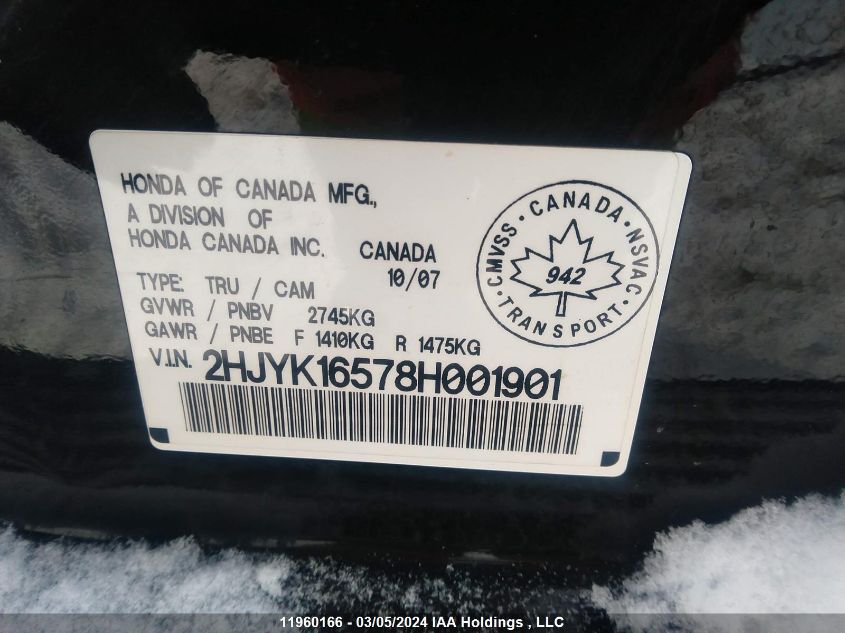 HONDA OF CANADA MFG.,
A DIVISION OF
HONDA CANADA INC. CANADA
10/07
TYPE: TRU / CAM
GVWR / PNBV 2745KG
GAWR / PNBE F 1410KG R 1475KG
V.I.N. 2HJYK16578H001901
CMVSS · CANADA · NSVAC
942
· TRANSPORT ·
11960166 - 03/05/2024 IAA Holdings , LLC